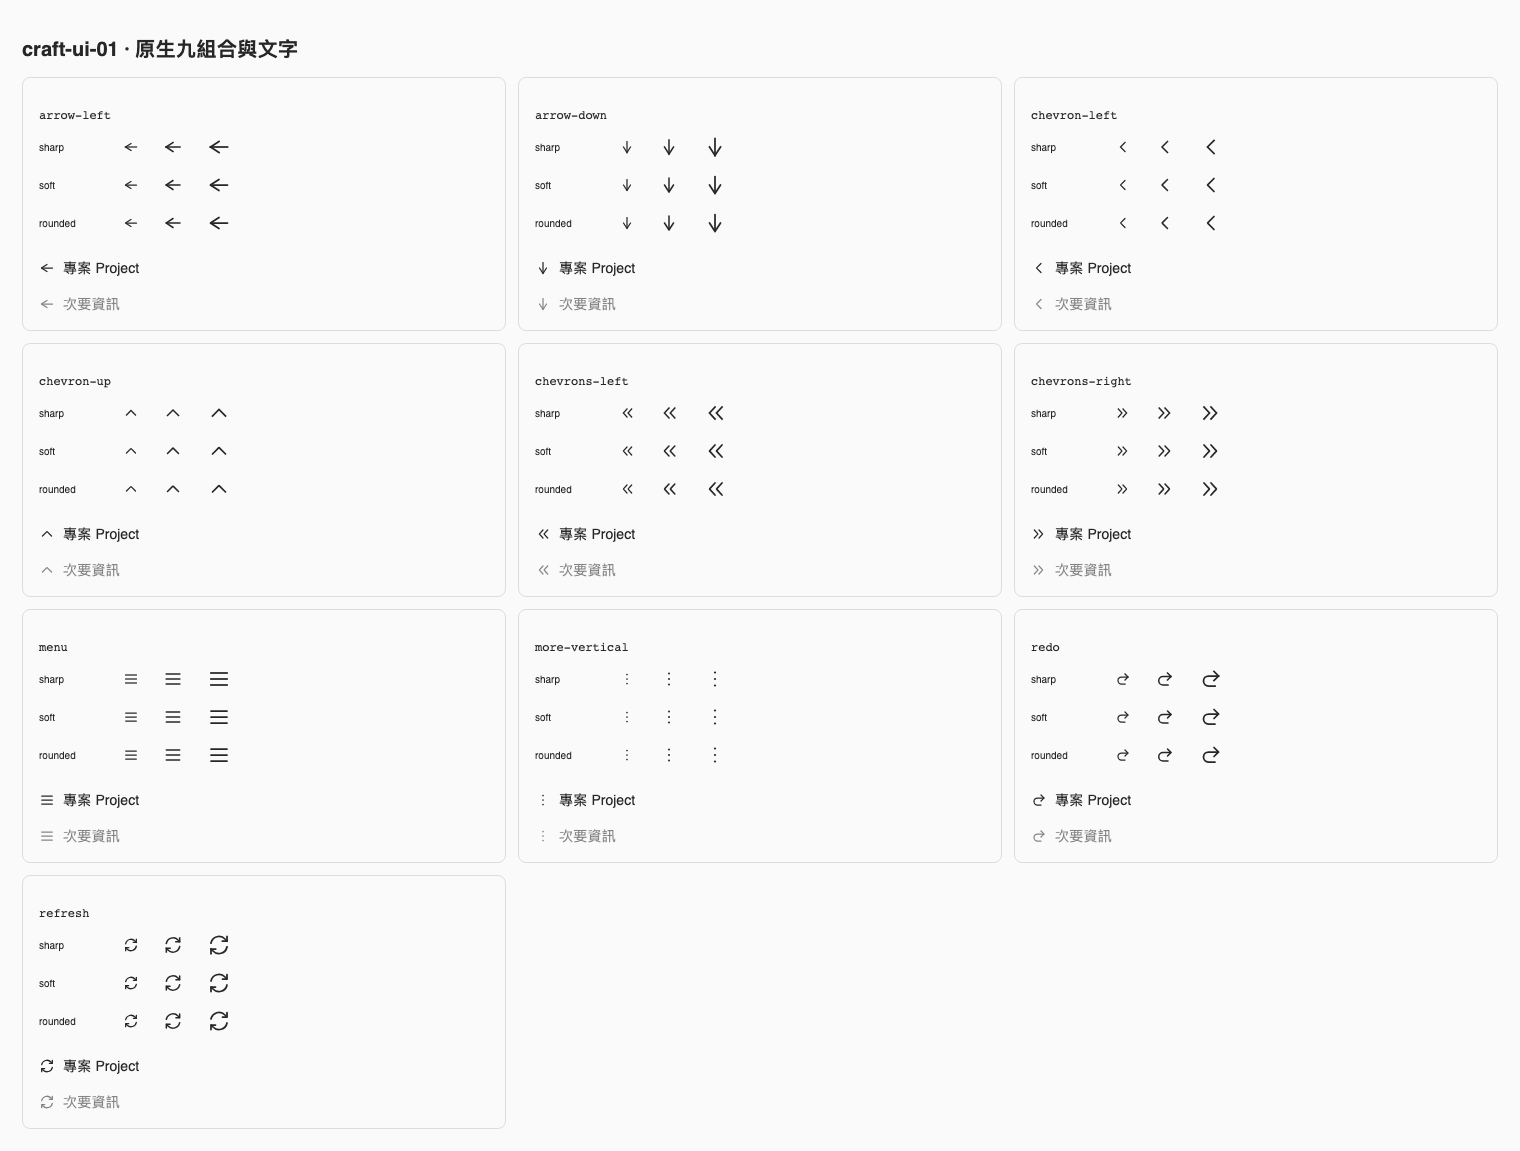 craft-ui-01 · 原生九組合與文字
arrow-left
sharp
soft
rounded
專案 Project
次要資訊
arrow-down
sharp
soft
rounded
專案 Project
次要資訊
chevron-left
sharp
soft
rounded
專案 Project
次要資訊
chevron-up
sharp
soft
rounded
專案 Project
次要資訊
chevrons-left
sharp
soft
rounded
專案 Project
次要資訊
chevrons-right
sharp
soft
rounded
專案 Project
次要資訊
menu
sharp
soft
rounded
專案 Project
次要資訊
more-vertical
sharp
soft
rounded
專案 Project
次要資訊
redo
sharp
soft
rounded
專案 Project
次要資訊
refresh
sharp
soft
rounded
專案 Project
次要資訊